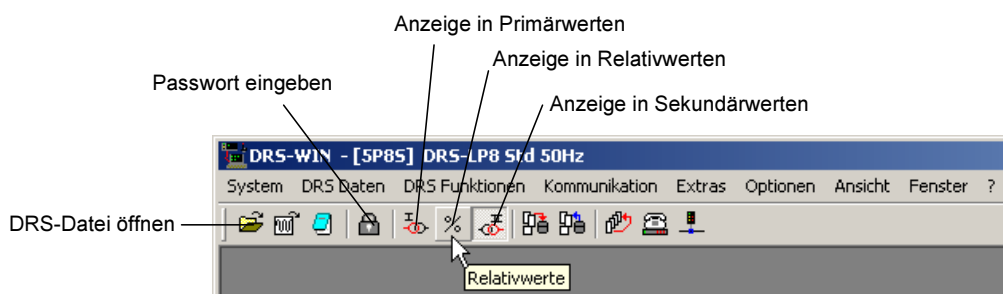 Anzeige in Primärwerten
Anzeige in Relativwerten
Passwort eingeben
Anzeige in Sekundärwerten
DRS-WIN - [5P8S] DRS-LP8 Std 50Hz
System DRS Daten DRS Funktionen Kommunikation Extras Optionen Ansicht Fenster ?
DRS-Datei öffnen
%
Relativwerte